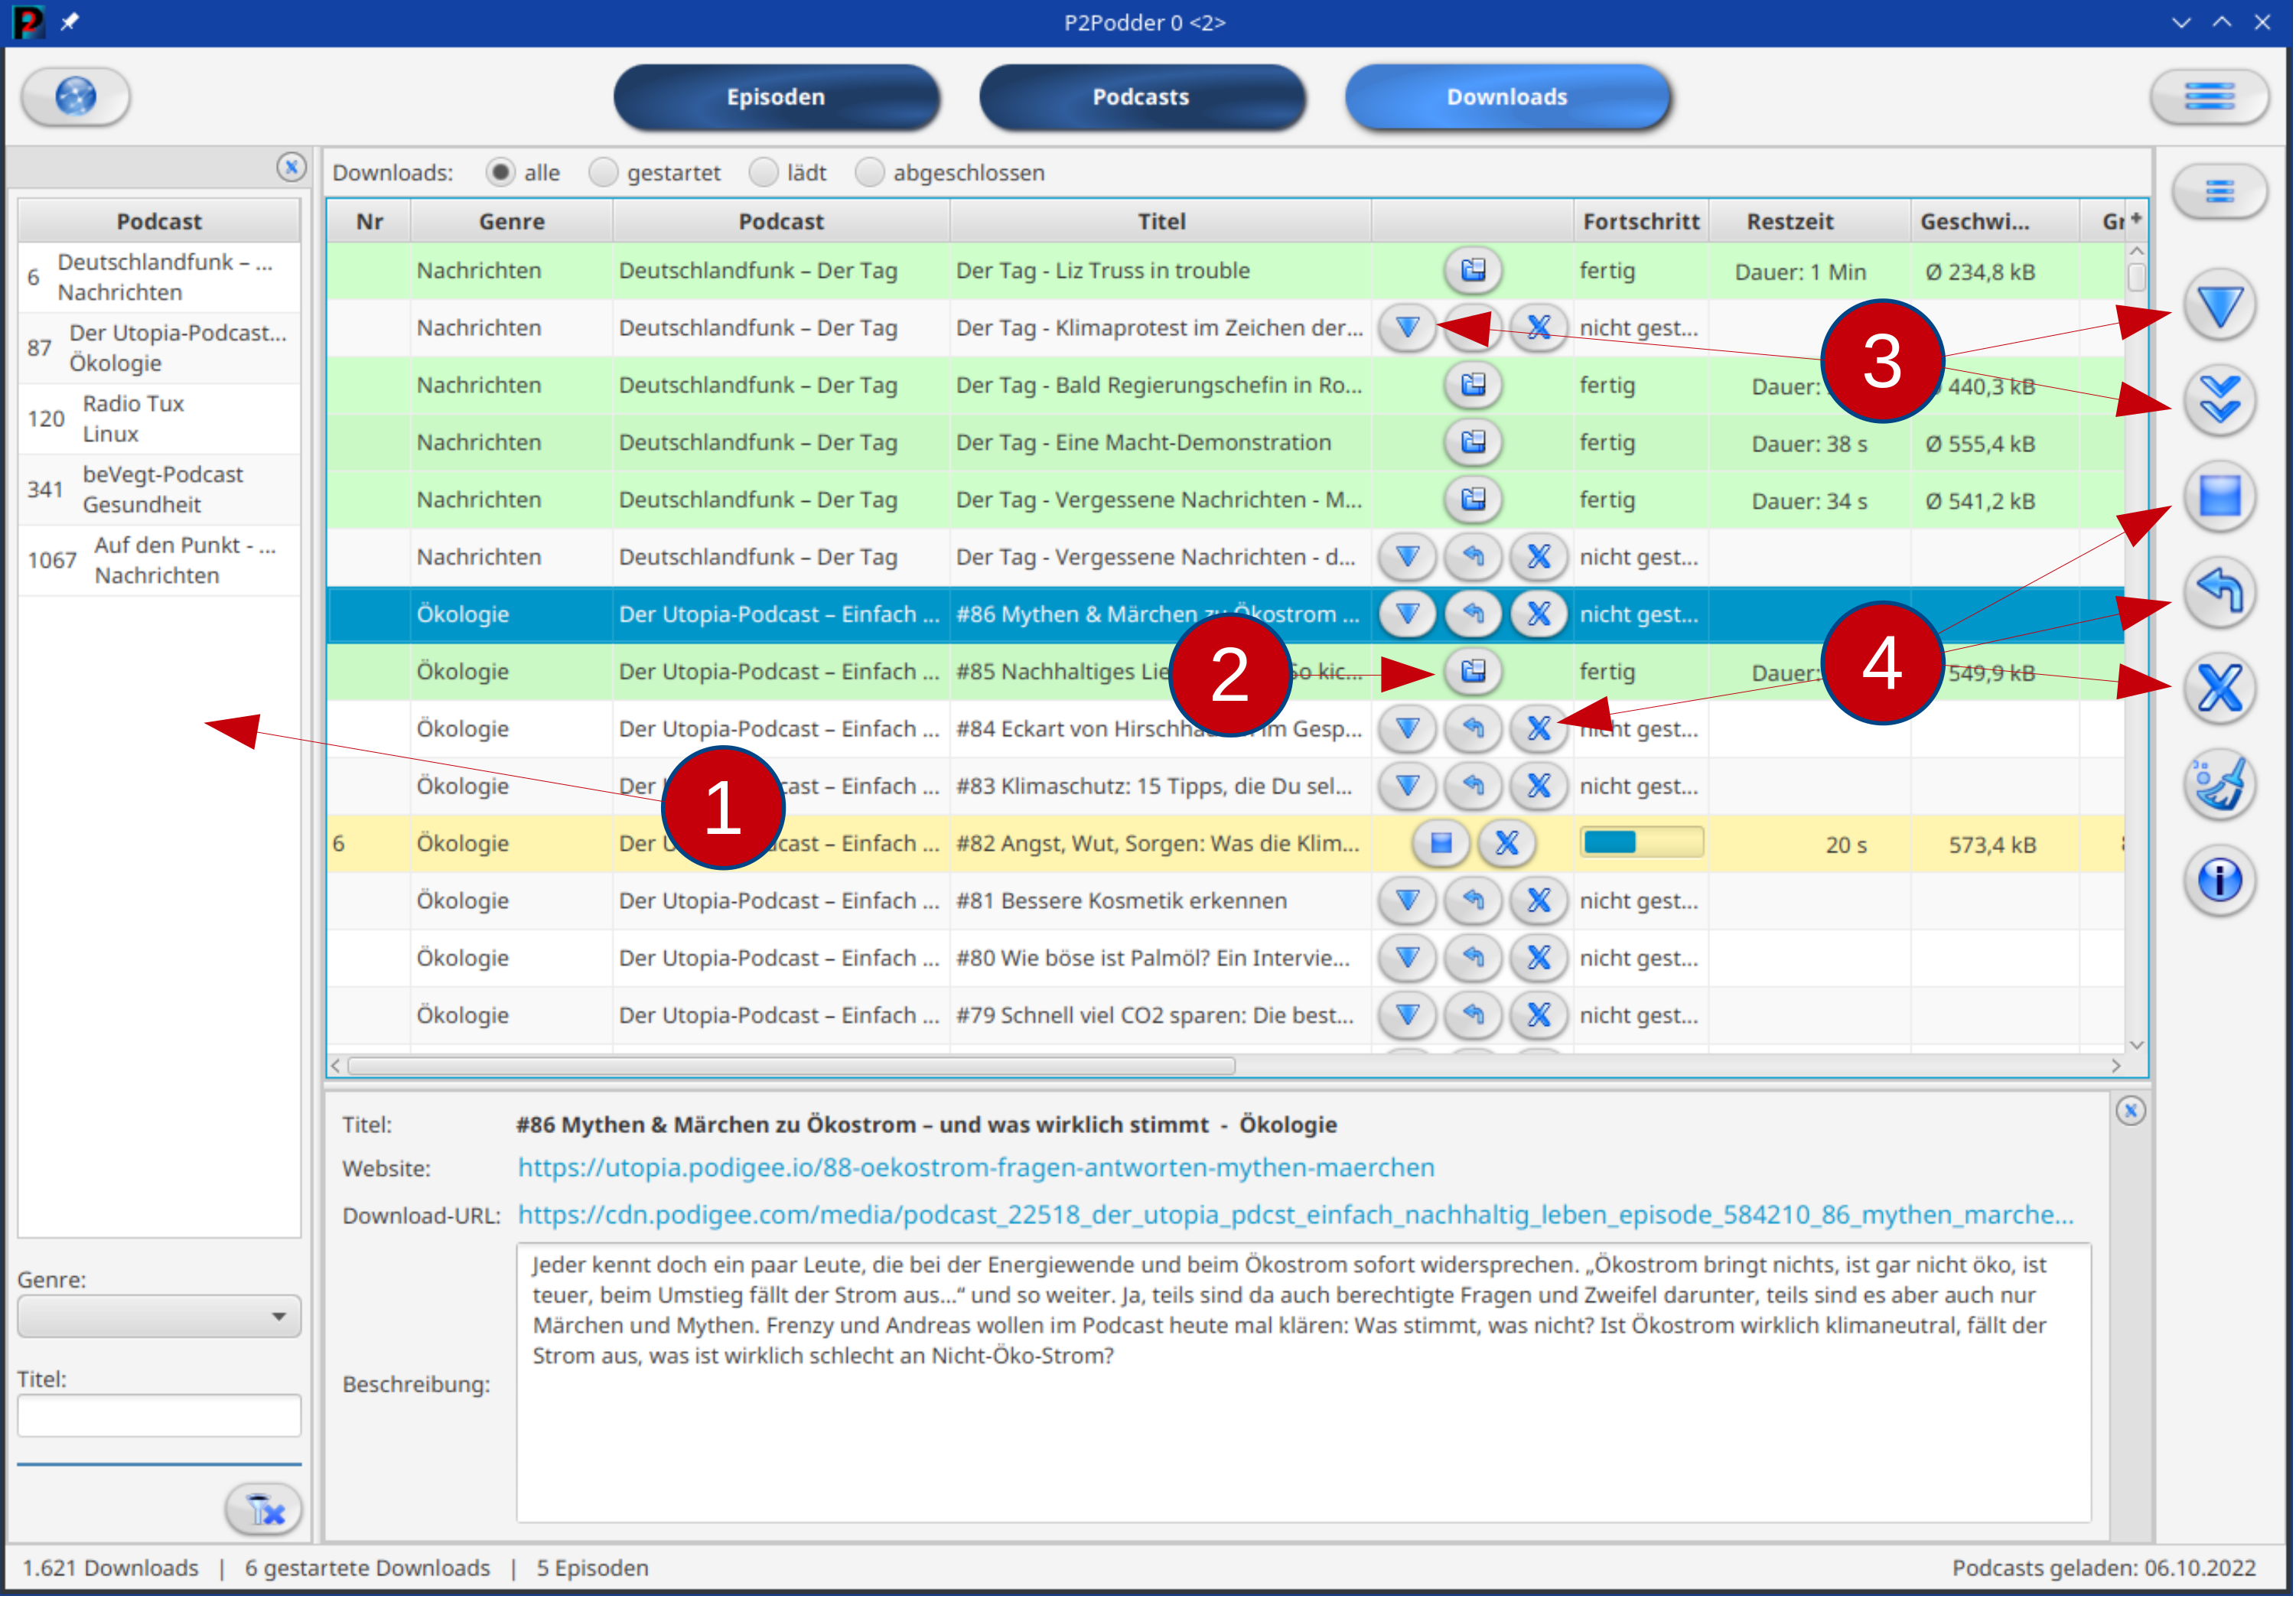 P2Podder 0 <2>
Episoden Podcasts Downloads
Podcast
6 Deutschlandfunk – ...
Nachrichten
87 Der Utopia-Podcast...
Ökologie
120 Radio Tux
Linux
341 beVegt-Podcast
Gesundheit
1067 Auf den Punkt - ...
Nachrichten
Genre:
Titel:
Downloads: alle gestartet lädt abgeschlossen
Nr Genre Podcast Titel Fortschritt Restzeit Geschwi...
Nachrichten Deutschlandfunk – Der Tag Der Tag - Liz Truss in trouble fertig Dauer: 1 Min Ø 234,8 kB
Nachrichten Deutschlandfunk – Der Tag Der Tag - Klimaprotest im Zeichen der... nicht gest...
Nachrichten Deutschlandfunk – Der Tag Der Tag - Bald Regierungschefin in Ro... fertig Dauer: 440,3 kB
Nachrichten Deutschlandfunk – Der Tag Der Tag - Eine Macht-Demonstration fertig Dauer: 38 s Ø 555,4 kB
Nachrichten Deutschlandfunk – Der Tag Der Tag - Vergessene Nachrichten - M... fertig Dauer: 34 s Ø 541,2 kB
Nachrichten Deutschlandfunk – Der Tag Der Tag - Vergessene Nachrichten - d... nicht gest...
Ökologie Der Utopia-Podcast – Einfach ... #86 Mythen & Märchen zu Ökostrom ... nicht gest...
Ökologie Der Utopia-Podcast – Einfach ... #85 Nachhaltiges So kic... fertig Dauer: 549,9 kB
Ökologie Der Utopia-Podcast – Einfach ... #84 Eckart von im Gesp... nicht gest...
Ökologie Der – Einfach ... #83 Klimaschutz: 15 Tipps, die Du sel... nicht gest...
6 Ökologie Der – Einfach ... #82 Angst, Wut, Sorgen: Was die Klim... 20 s 573,4 kB
Ökologie Der Utopia-Podcast – Einfach ... #81 Bessere Kosmetik erkennen nicht gest...
Ökologie Der Utopia-Podcast – Einfach ... #80 Wie böse ist Palmöl? Ein Intervie... nicht gest...
Ökologie Der Utopia-Podcast – Einfach ... #79 Schnell viel CO2 sparen: Die best... nicht gest...
1
2
3
4
Titel: #86 Mythen & Märchen zu Ökostrom – und was wirklich stimmt - Ökologie
Website: https://utopia.podigee.io/88-oekostrom-fragen-antworten-mythen-maerchen
Download-URL: https://cdn.podigee.com/media/podcast_22518_der_utopia_pdcst_einfach_nachhaltig_leben_episode_584210_86_mythen_marche...
Beschreibung:
Jeder kennt doch ein paar Leute, die bei der Energiewende und beim Ökostrom sofort widersprechen. „Ökostrom bringt nichts, ist gar nicht öko, ist
teuer, beim Umstieg fällt der Strom aus...“ und so weiter. Ja, teils sind da auch berechtigte Fragen und Zweifel darunter, teils sind es aber auch nur
Märchen und Mythen. Frenzy und Andreas wollen im Podcast heute mal klären: Was stimmt, was nicht? Ist Ökostrom wirklich klimaneutral, fällt der
Strom aus, was ist wirklich schlecht an Nicht-Öko-Strom?
1.621 Downloads | 6 gestartete Downloads | 5 Episoden
Podcasts geladen: 06.10.2022